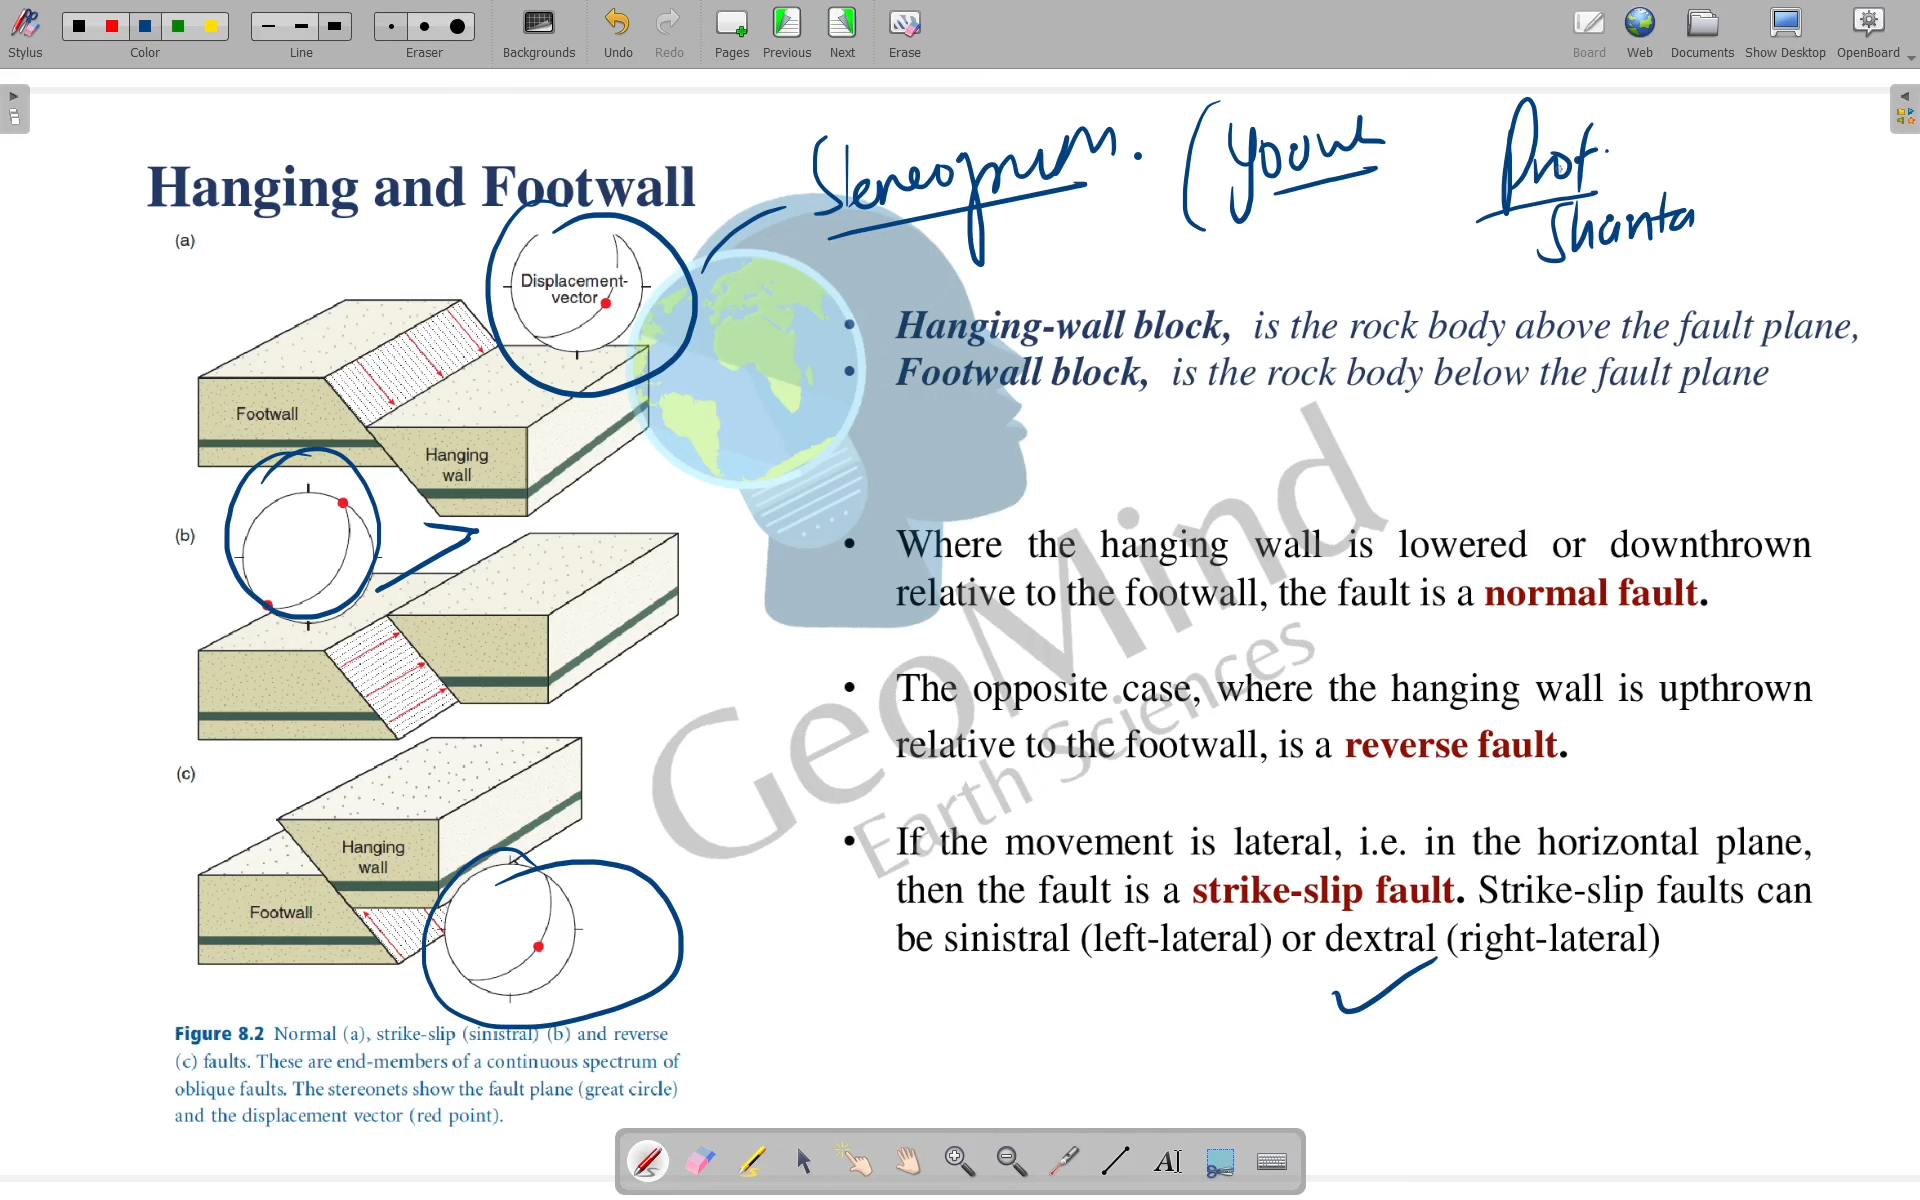 Stylus
Color
Line
Eraser
Backgrounds
Undo
Redo
Pages
Previous
Next
Erase
Board
Web
Documents
Show Desktop
OpenBoard
Prof.
Shanta
Hanging and Footwall
(a)
Displacement-
vector
Footwall
Hanging
wall
(b)
(c)
Hanging
wall
Footwall
Figure 8.2 Normal (a), strike-slip (sinistral) (b) and reverse
(c) faults. These are end-members of a continuous spectrum of
oblique faults. The stereonets show the fault plane (great circle)
and the displacement vector (red point).
• Hanging-wall block, is the rock body above the fault plane,
• Footwall block, is the rock body below the fault plane
• Where the hanging wall is lowered or downthrown
relative to the footwall, the fault is a normal fault.
• The opposite case, where the hanging wall is upthrown
relative to the footwall, is a reverse fault.
• If the movement is lateral, i.e. in the horizontal plane,
then the fault is a strike-slip fault. Strike-slip faults can
be sinistral (left-lateral) or dextral (right-lateral)
GeoMind
Earth Sciences